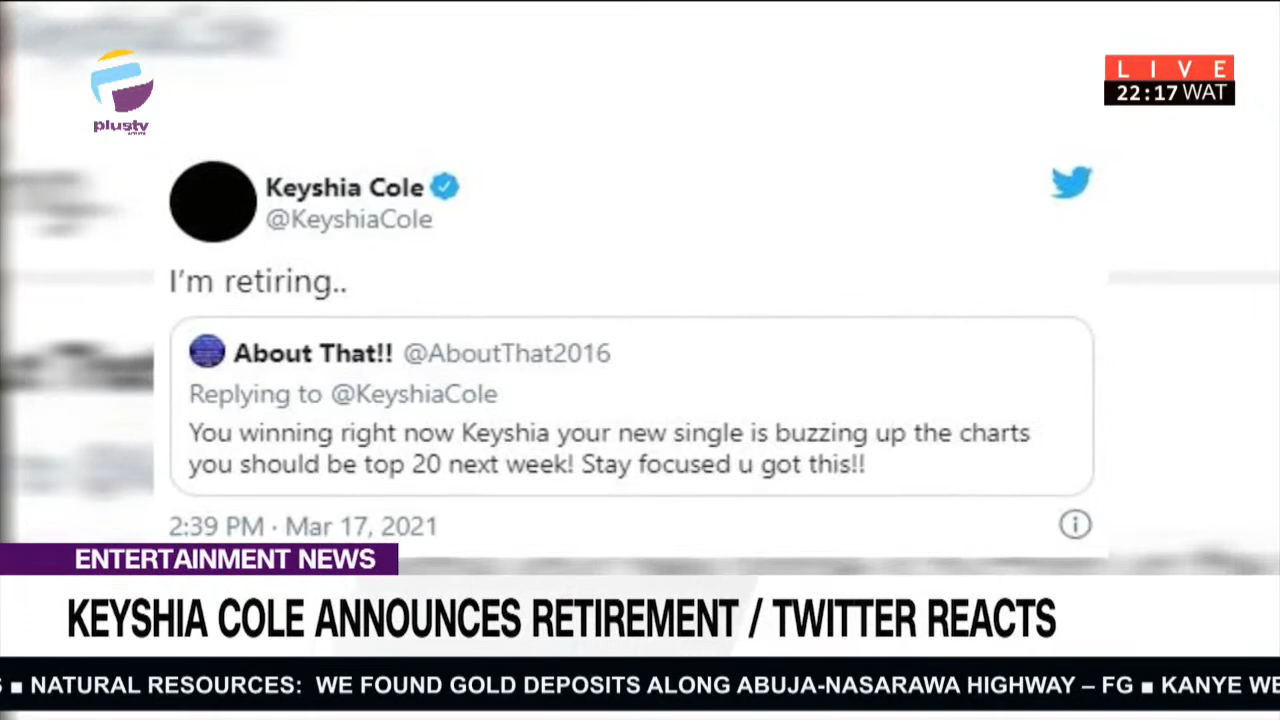 plustv
LIVE
22:17 WAT
Keyshia Cole
@KeyshiaCole
I'm retiring..
About That!! @AboutThat2016
Replying to @KeyshiaCole
You winning right now Keyshia your new single is buzzing up the charts
you should be top 20 next week! Stay focused u got this!!
2:39 PM · Mar 17, 2021
ENTERTAINMENT NEWS
KEYSHIA COLE ANNOUNCES RETIREMENT / TWITTER REACTS
S ■ NATURAL RESOURCES: WE FOUND GOLD DEPOSITS ALONG ABUJA-NASARAWA HIGHWAY – FG ■ KANYE WE